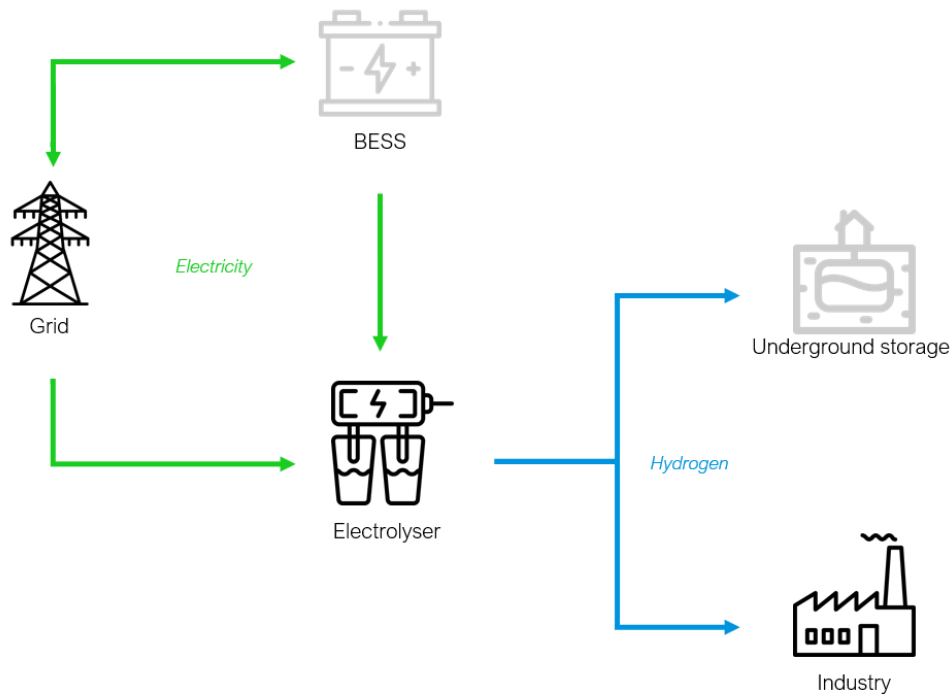 BESS
Electricity
Grid
Underground storage
Hydrogen
Electrolyser
Industry